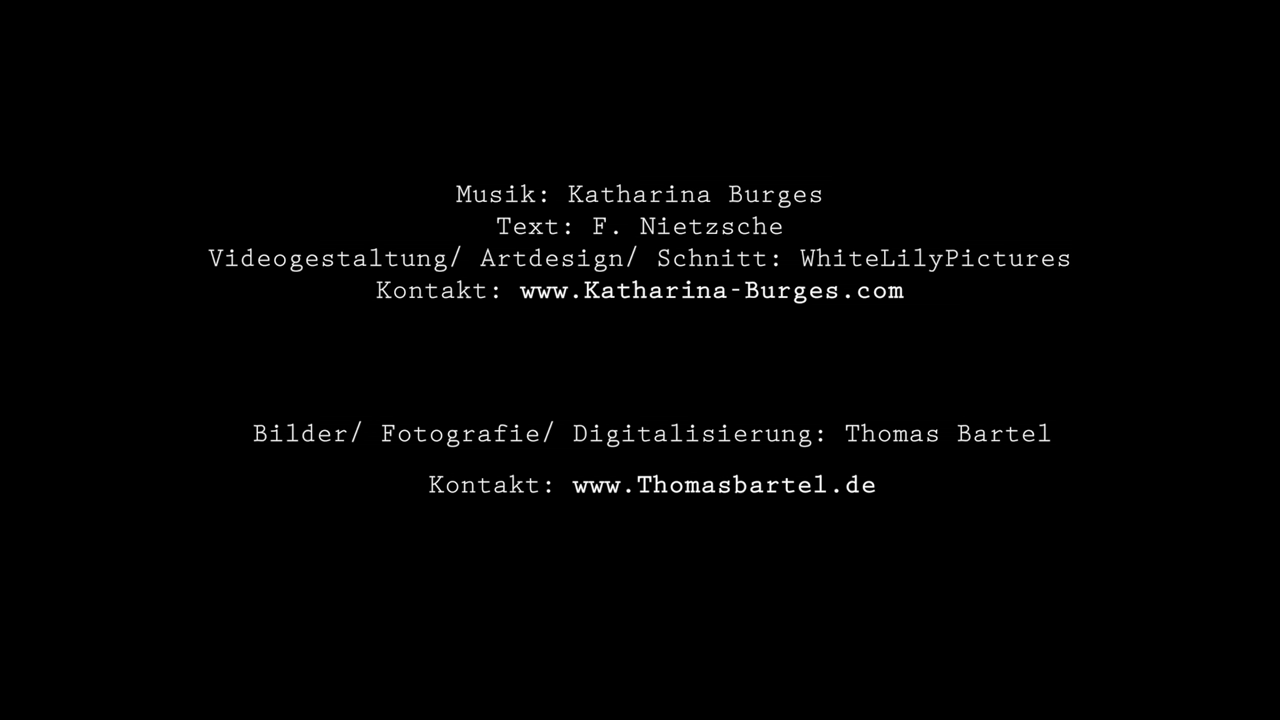 Musik: Katharina Burges
Text: F. Nietzsche
Videogestaltung/ Artdesign/ Schnitt: WhiteLilyPictures
Kontakt: www.Katharina-Burges.com
Bilder/ Fotografie/ Digitalisierung: Thomas Bartel
Kontakt: www.Thomasbartel.de